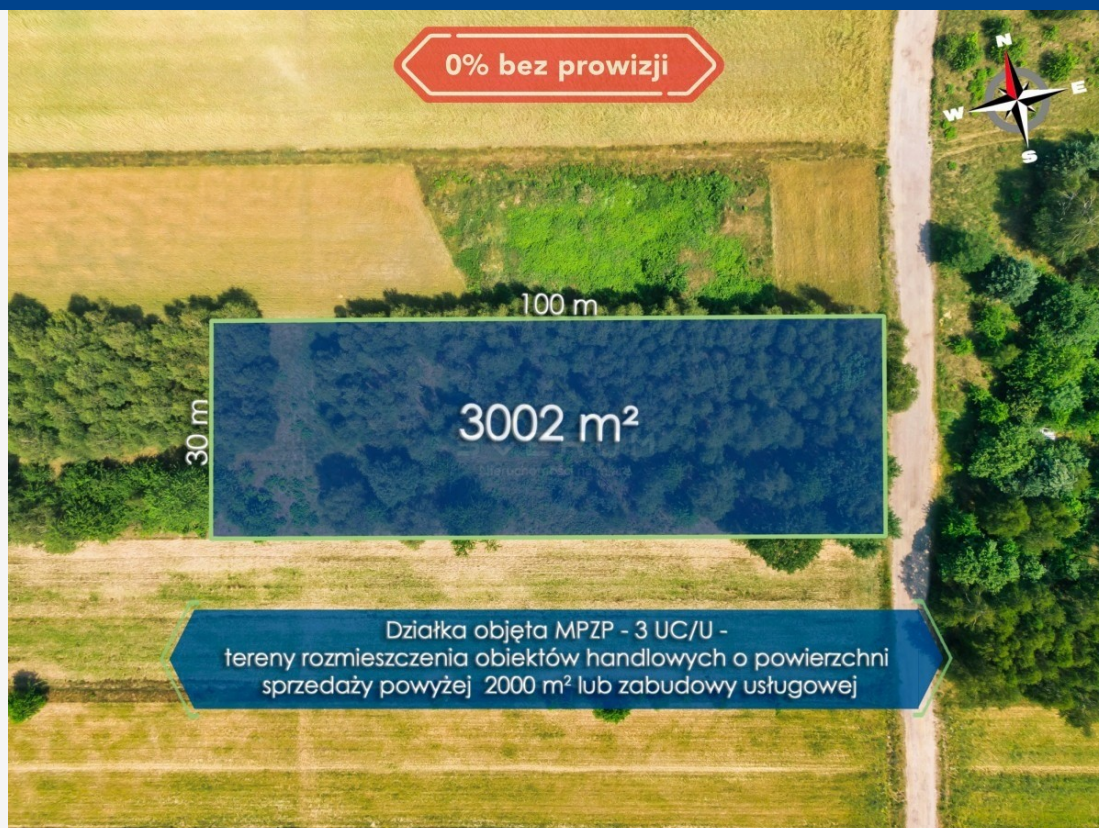 0% bez prowizji
N
E
W
S
100 m
30 m
3002 m²
Działka objęta MPZP - 3 UC/U -
tereny rozmieszczenia obiektów handlowych o powierzchni
sprzedaży powyżej 2000 m² lub zabudowy usługowej